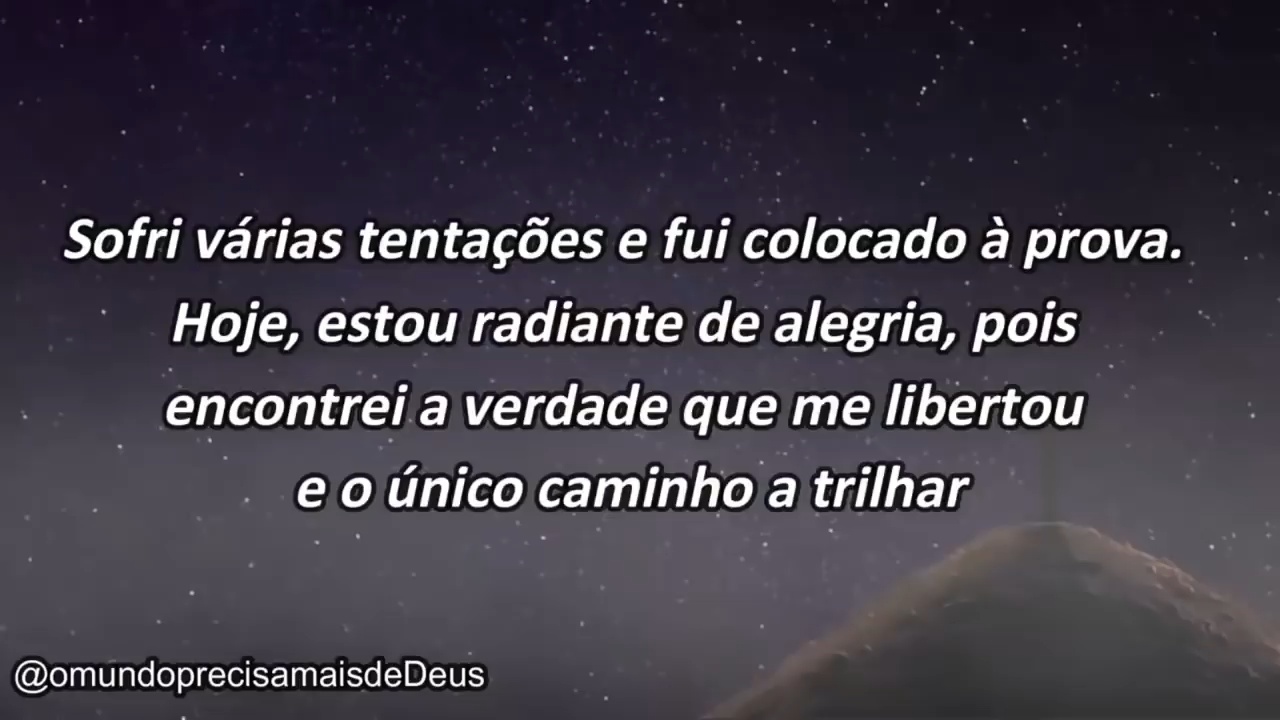 Sofri várias tentações e fui colocado à prova.
Hoje, estou radiante de alegria, pois
encontrei a verdade que me libertou
e o único caminho a trilhar
@omundoprecisamaisdeDeus